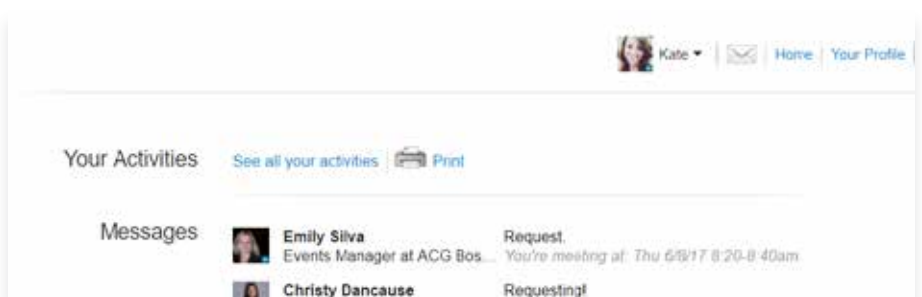 Kate Home Your Profile
Your Activities See all your activities Print
Messages Emily Silva Request.
Events Manager at ACG Bos... You're meeting at: Thu 6/8/17 8:20-8:40am
Christy Dancause Requesting!